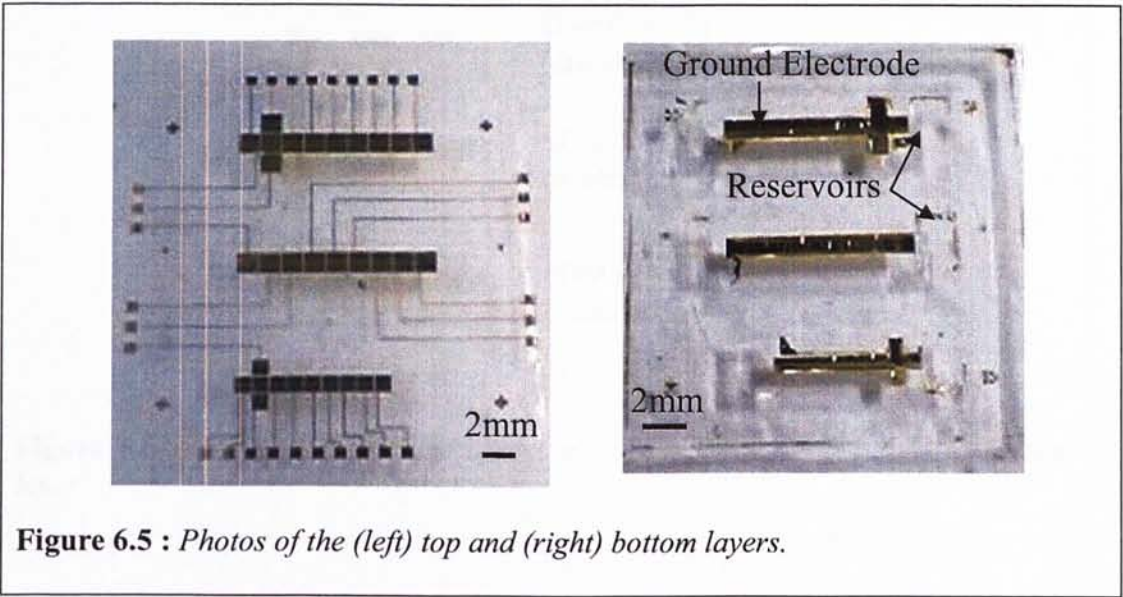 Ground Electrode
Reservoirs
2mm
2mm
Figure 6.5 : Photos of the (left) top and (right) bottom layers.